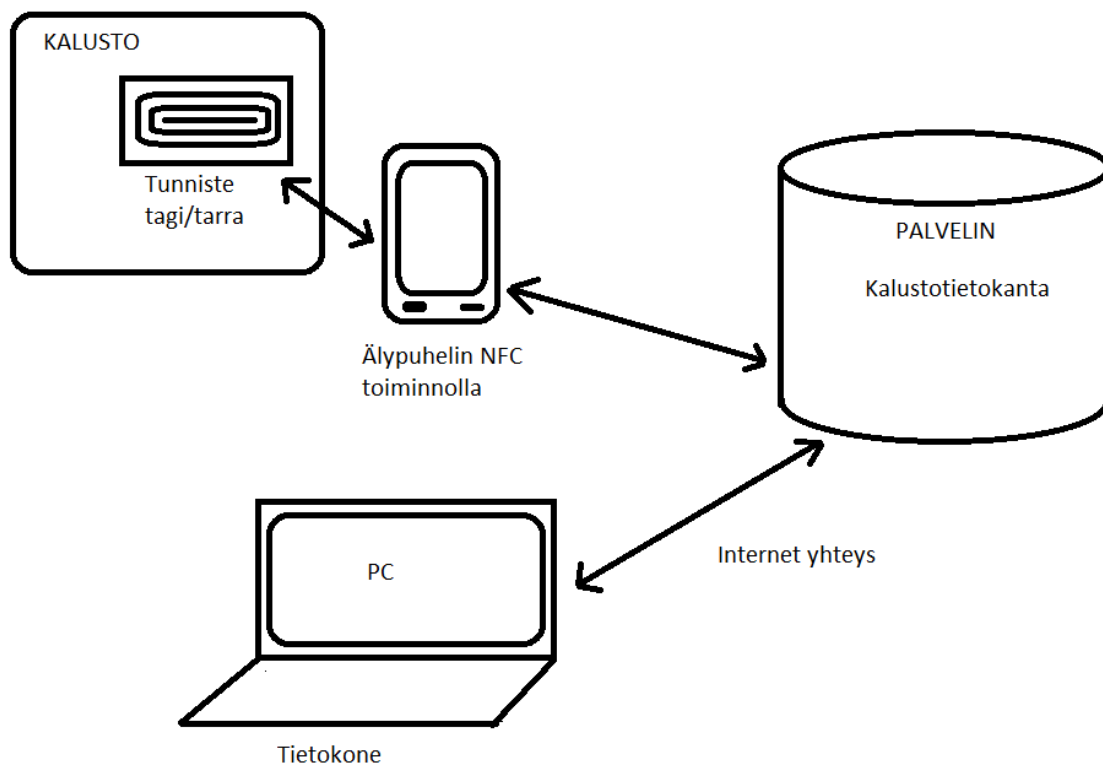 KALUSTO
Tunniste
tagi/tarra
Älypuhelin NFC
toiminnolla
PALVELIN
Kalustotietokanta
Internet yhteys
PC
Tietokone